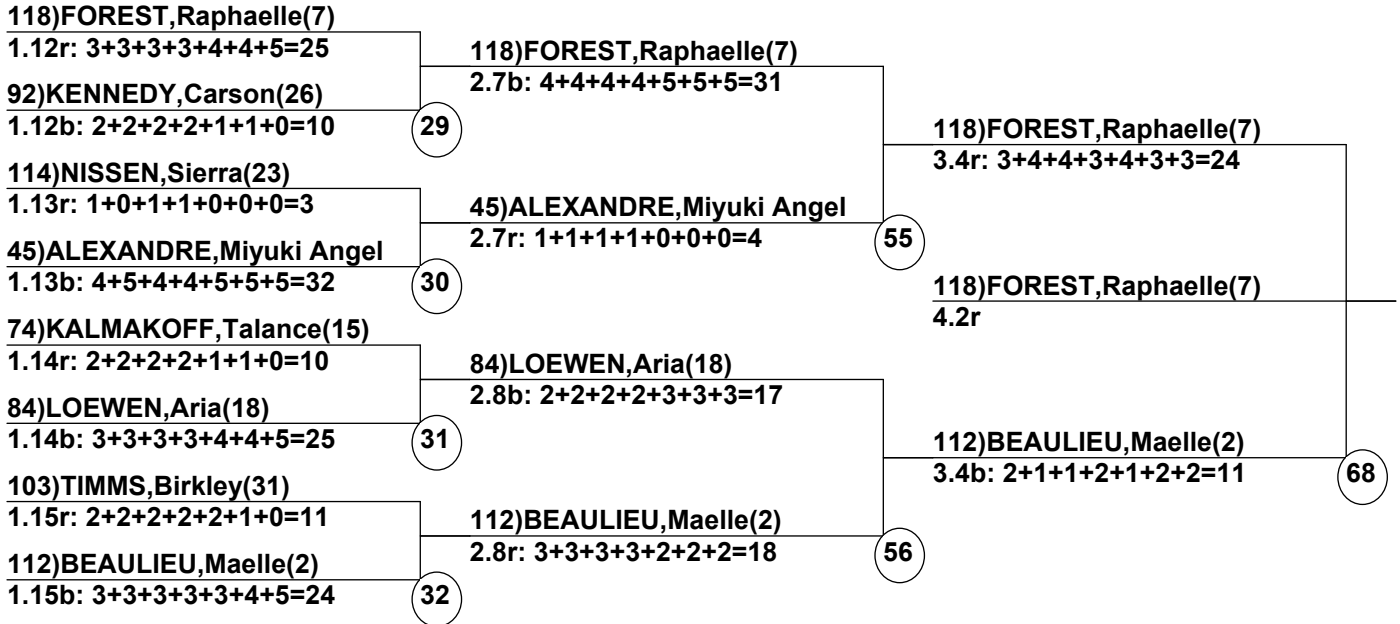 118)FOREST,Raphaelle(7)
1.12r: 3+3+3+3+4+4+5=25
92)KENNEDY,Carson(26)
1.12b: 2+2+2+2+1+1+0=10
29
114)NISSEN,Sierra(23)
1.13r: 1+0+1+1+0+0+0=3
45)ALEXANDRE,Miyuki Angel
1.13b: 4+5+4+4+5+5+5=32
30
74)KALMAKOFF,Talance(15)
1.14r: 2+2+2+2+1+1+0=10
84)LOEWEN,Aria(18)
1.14b: 3+3+3+3+4+4+5=25
31
103)TIMMS,Birkley(31)
1.15r: 2+2+2+2+2+1+0=11
112)BEAULIEU,Maelle(2)
1.15b: 3+3+3+3+3+4+5=24
32
118)FOREST,Raphaelle(7)
2.7b: 4+4+4+4+5+5+5=31
45)ALEXANDRE,Miyuki Angel
2.7r: 1+1+1+1+0+0+0=4
55
84)LOEWEN,Aria(18)
2.8b: 2+2+2+2+3+3+3=17
112)BEAULIEU,Maelle(2)
2.8r: 3+3+3+3+2+2+2=18
56
118)FOREST,Raphaelle(7)
3.4r: 3+4+4+3+4+3+3=24
118)FOREST,Raphaelle(7)
4.2r
112)BEAULIEU,Maelle(2)
3.4b: 2+1+1+2+1+2+2=11
68